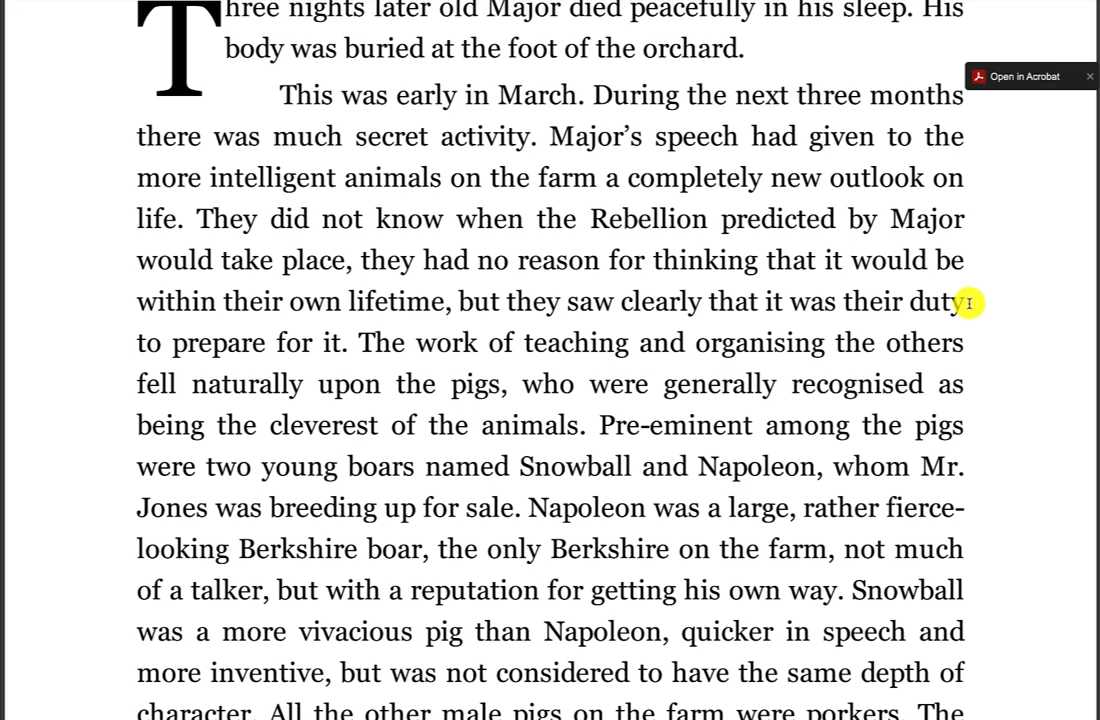 Three nights later old Major died peacefully in his sleep. His
body was buried at the foot of the orchard.
Open in Acrobat
This was early in March. During the next three months
there was much secret activity. Major’s speech had given to the
more intelligent animals on the farm a completely new outlook on
life. They did not know when the Rebellion predicted by Major
would take place, they had no reason for thinking that it would be
within their own lifetime, but they saw clearly that it was their duty
to prepare for it. The work of teaching and organising the others
fell naturally upon the pigs, who were generally recognised as
being the cleverest of the animals. Pre-eminent among the pigs
were two young boars named Snowball and Napoleon, whom Mr.
Jones was breeding up for sale. Napoleon was a large, rather fierce-
looking Berkshire boar, the only Berkshire on the farm, not much
of a talker, but with a reputation for getting his own way. Snowball
was a more vivacious pig than Napoleon, quicker in speech and
more inventive, but was not considered to have the same depth of
character. All the other male pigs on the farm were porkers. The